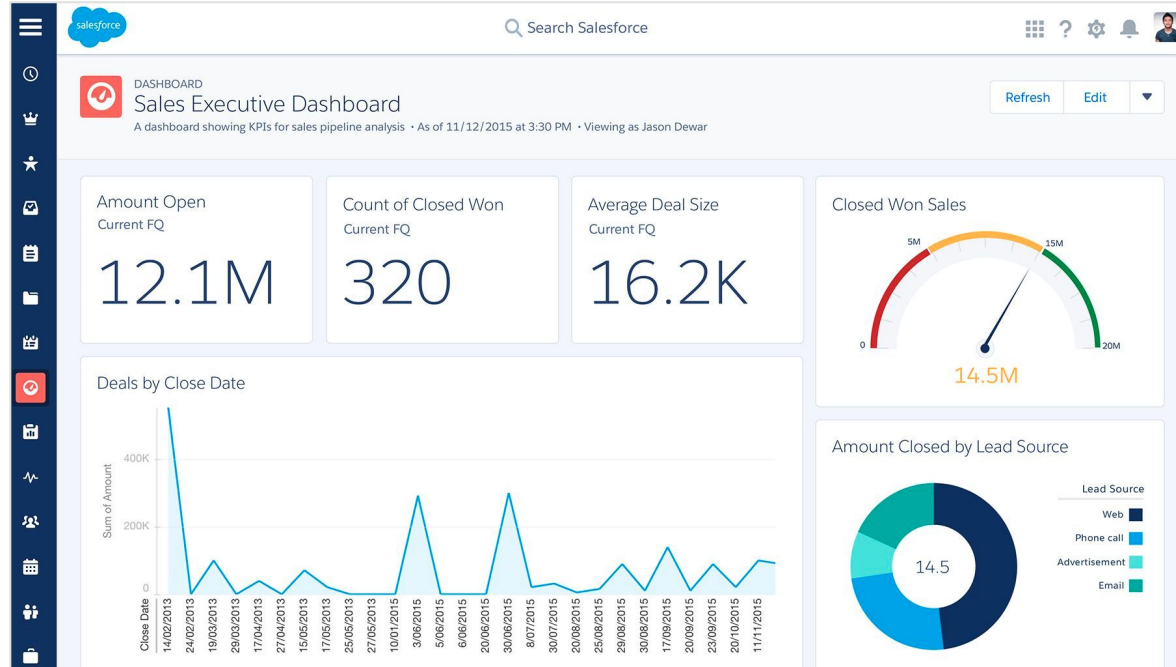 salesforce
Search Salesforce
?
DASHBOARD
Sales Executive Dashboard
A dashboard showing KPIs for sales pipeline analysis • As of 11/12/2015 at 3:30 PM • Viewing as Jason Dewar
Refresh
Edit
Amount Open
Current FQ
12.1M
Count of Closed Won
Current FQ
320
Average Deal Size
Current FQ
16.2K
Closed Won Sales
0
5M
15M
20M
14.5M
Deals by Close Date
Sum of Amount
400K
200K
0
Close Date
14/02/2013
24/02/2013
19/03/2013
29/03/2013
17/04/2013
27/04/2013
15/05/2013
17/05/2013
25/05/2013
27/05/2013
10/01/2015
3/06/2015
5/06/2015
6/06/2015
20/06/2015
30/06/2015
8/07/2015
30/07/2015
20/08/2015
25/08/2015
29/08/2015
30/08/2015
17/09/2015
20/09/2015
23/09/2015
20/10/2015
11/11/2015
Amount Closed by Lead Source
14.5
Lead Source
Web
Phone call
Advertisement
Email